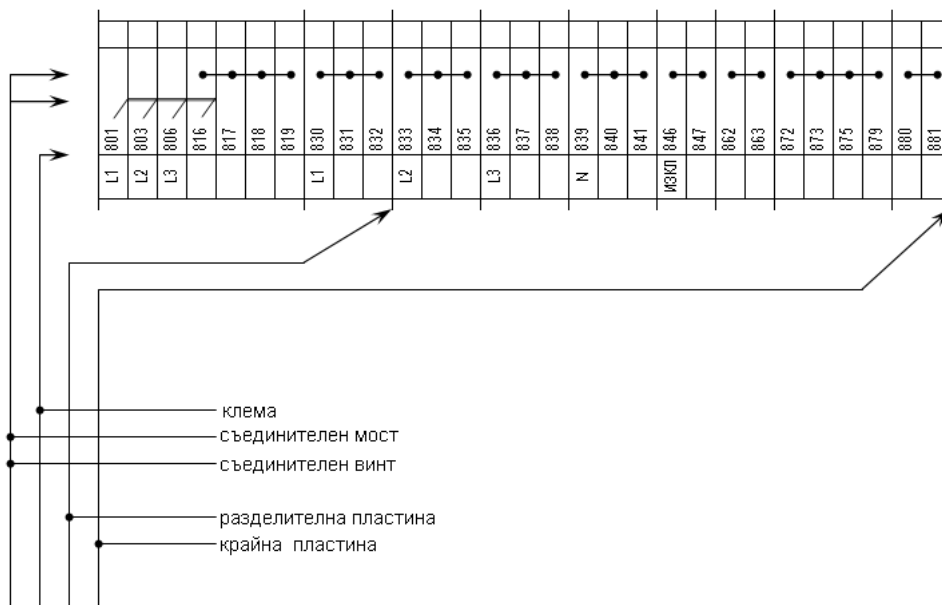 801 803 806 816 817 818 819 830 831 832 833 834 835 836 837 838 839 840 841 846 847 862 863 872 873 875 879 880 881
L1 L2 L3 L1 L2 L3 N ИЗКЛ
клема
съединителен мост
съединителен винт
разделителна пластина
крайна пластина